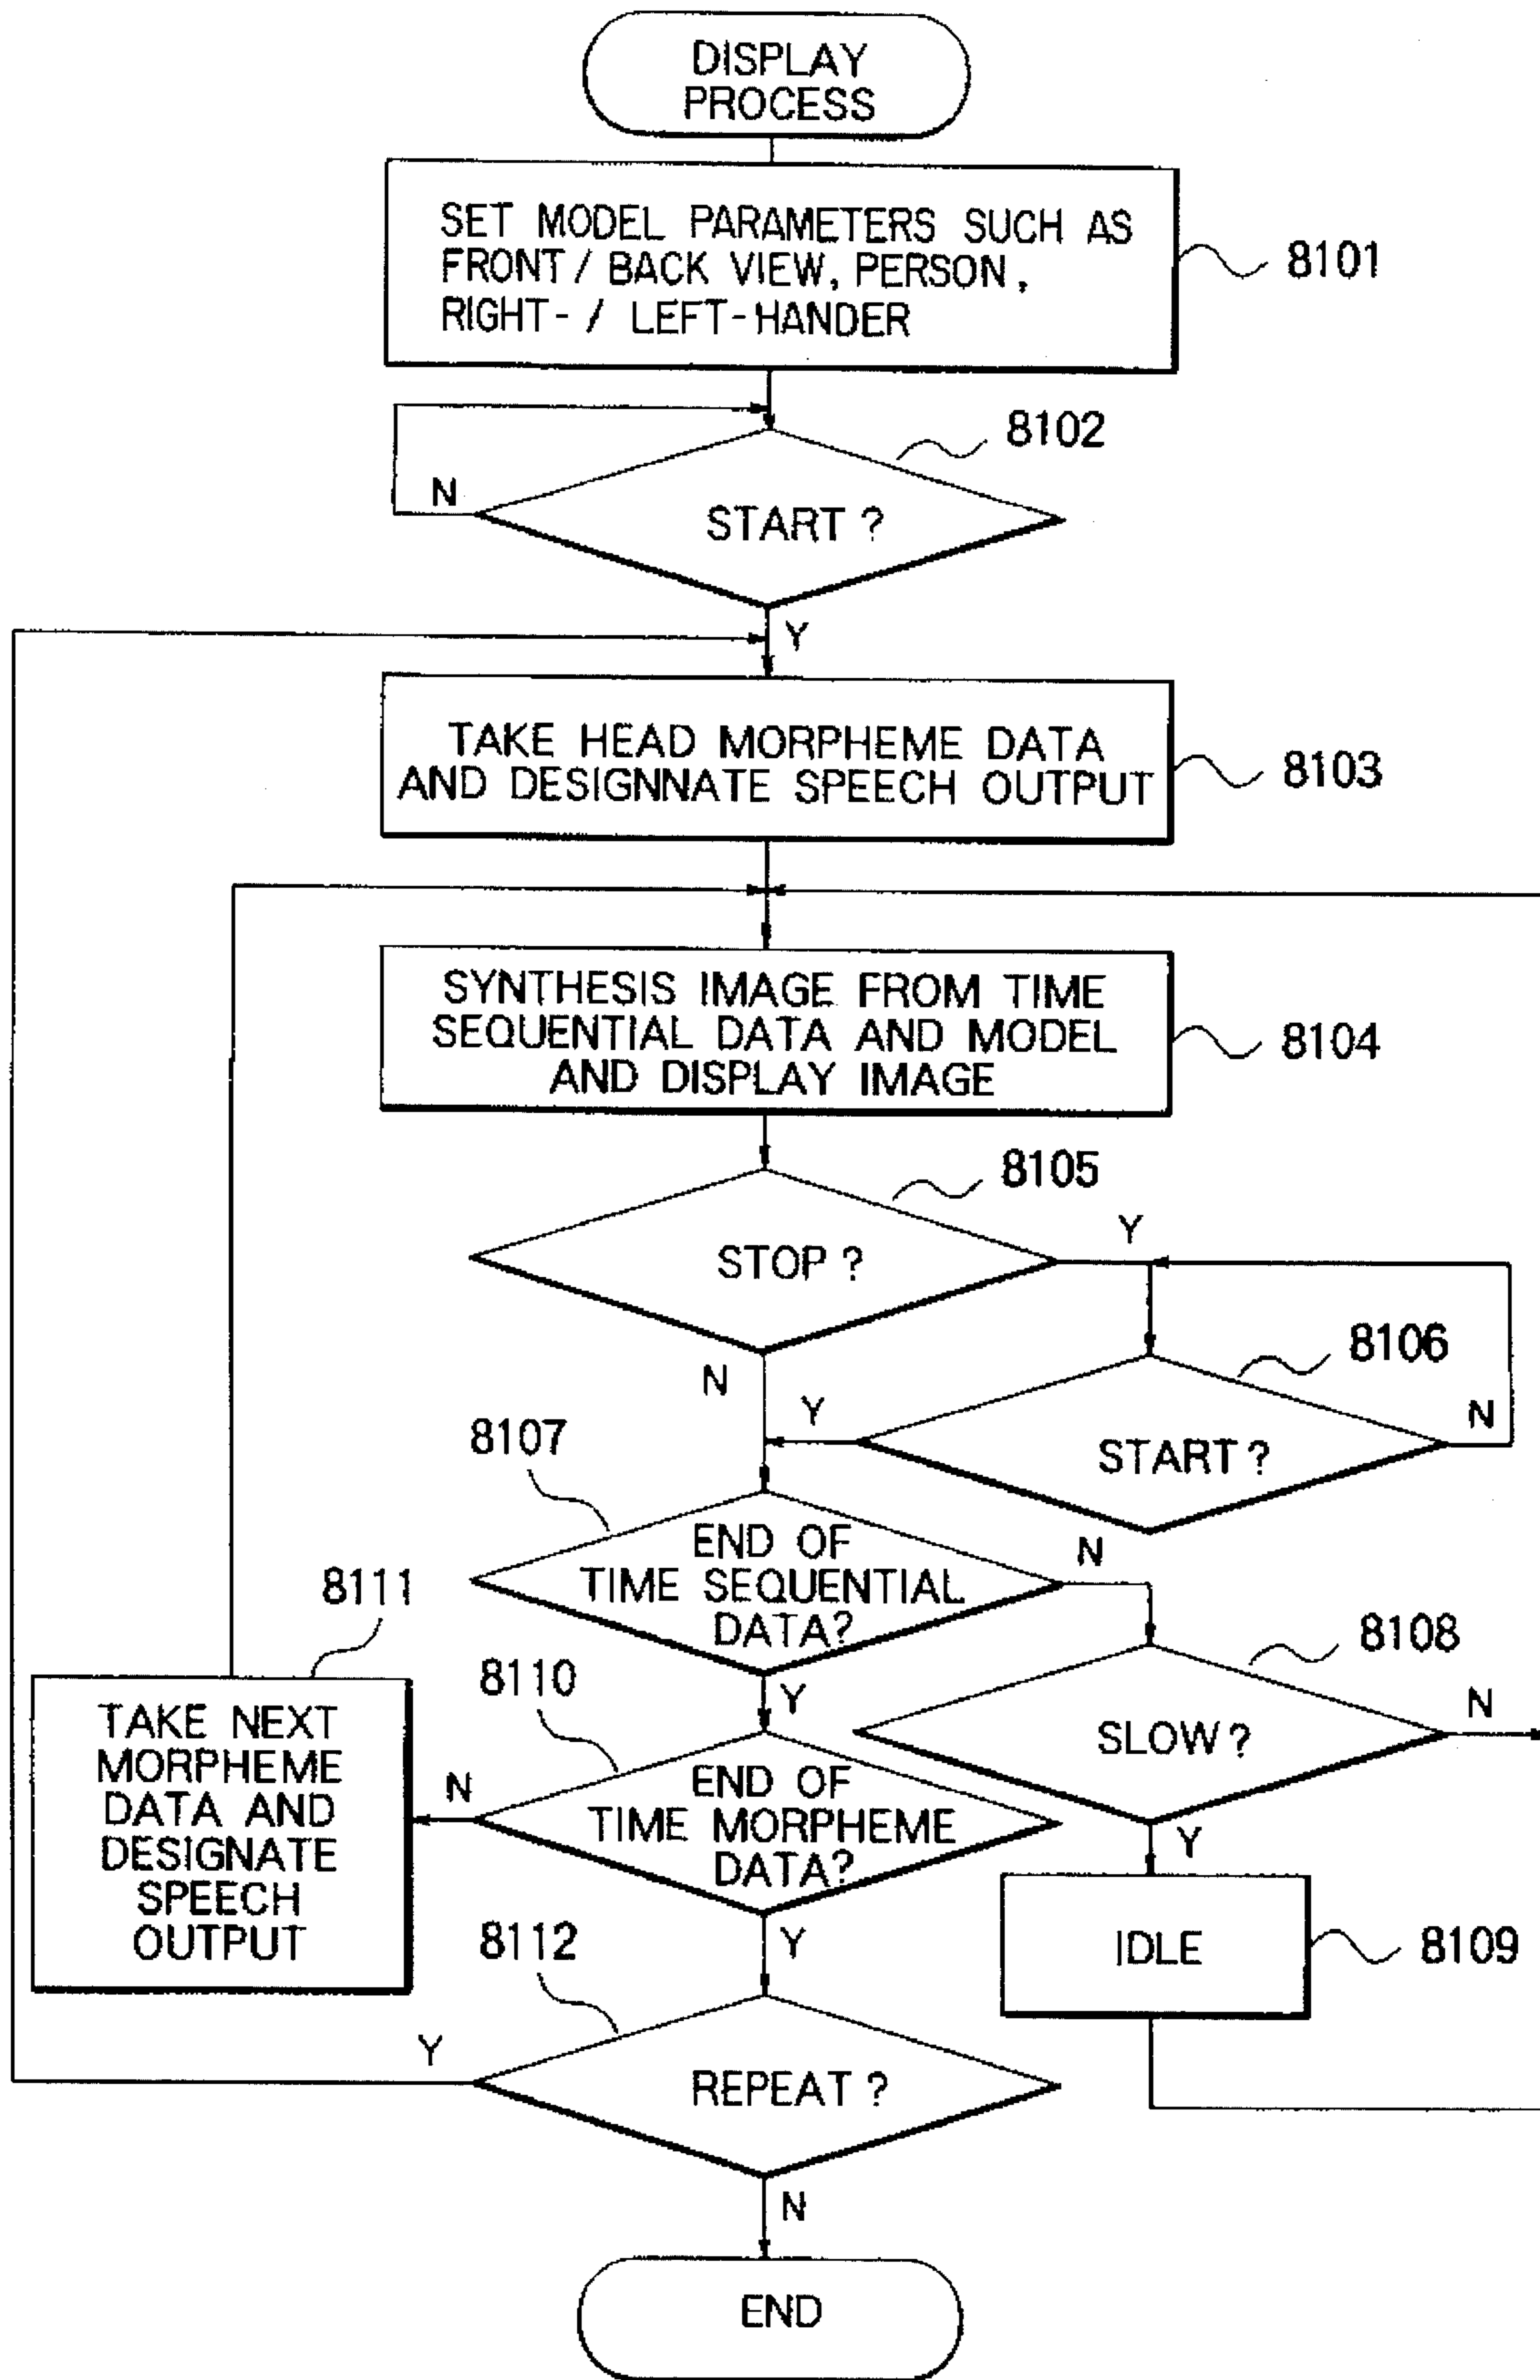 DISPLAY
PROCESS
SET MODEL PARAMETERS SUCH AS
FRONT / BACK VIEW, PERSON,
RIGHT- / LEFT-HANDER
8101
8102
N
START ?
Y
TAKE HEAD MORPHEME DATA
AND DESIGNNATE SPEECH OUTPUT
8103
SYNTHESIS IMAGE FROM TIME
SEQUENTIAL DATA AND MODEL
AND DISPLAY IMAGE
8104
8105
STOP ?
Y
N
8106
Y
START ?
N
8107
END OF
TIME SEQUENTIAL
DATA?
N
Y
8108
SLOW ?
N
Y
IDLE
8109
8110
END OF
TIME MORPHEME
DATA?
N
Y
8111
TAKE NEXT
MORPHEME
DATA AND
DESIGNATE
SPEECH
OUTPUT
8112
Y
REPEAT ?
N
END